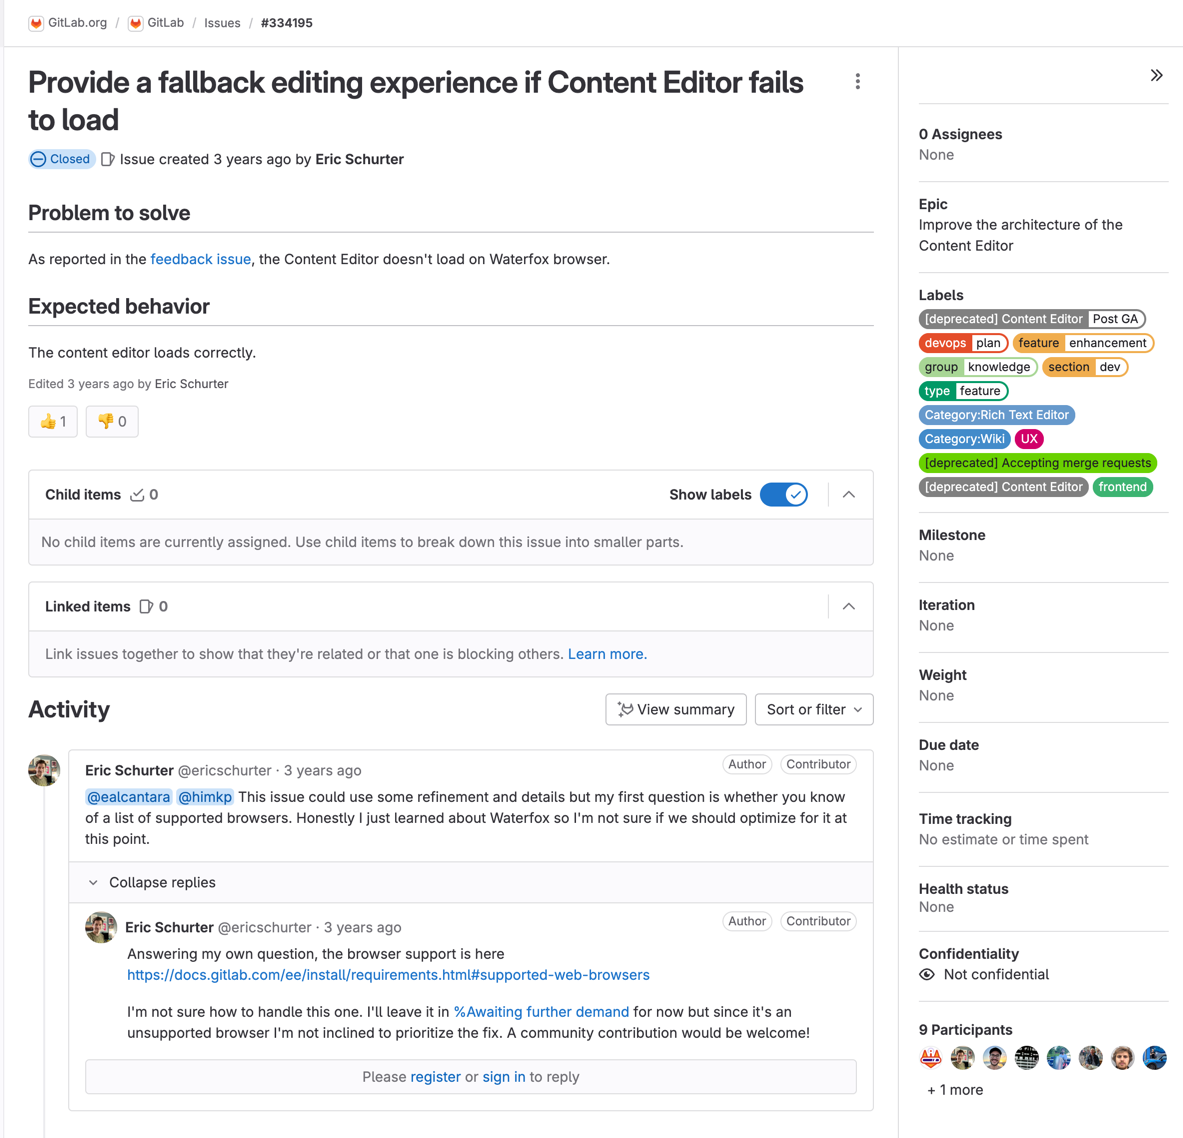 GitLab.org / GitLab / Issues / #334195
Provide a fallback editing experience if Content Editor fails
to load
Closed Issue created 3 years ago by Eric Schurter
Problem to solve
As reported in the feedback issue, the Content Editor doesn't load on Waterfox browser.
Expected behavior
The content editor loads correctly.
Edited 3 years ago by Eric Schurter
👍 1 👎 0
Child items 0 Show labels
No child items are currently assigned. Use child items to break down this issue into smaller parts.
Linked items 0
Link issues together to show that they're related or that one is blocking others. Learn more.
Activity View summary Sort or filter
Eric Schurter @ericschurter · 3 years ago Author Contributor
@ealcantara @himkp This issue could use some refinement and details but my first question is whether you know
of a list of supported browsers. Honestly I just learned about Waterfox so I'm not sure if we should optimize for it at
this point.
Collapse replies
Eric Schurter @ericschurter · 3 years ago Author Contributor
Answering my own question, the browser support is here
https://docs.gitlab.com/ee/install/requirements.html#supported-web-browsers
I'm not sure how to handle this one. I'll leave it in %Awaiting further demand for now but since it's an
unsupported browser I'm not inclined to prioritize the fix. A community contribution would be welcome!
Please register or sign in to reply
0 Assignees
None
Epic
Improve the architecture of the
Content Editor
Labels
[deprecated] Content Editor Post GA
devops plan feature enhancement
group knowledge section dev
type feature
Category:Rich Text Editor
Category:Wiki UX
[deprecated] Accepting merge requests
[deprecated] Content Editor frontend
Milestone
None
Iteration
None
Weight
None
Due date
None
Time tracking
No estimate or time spent
Health status
None
Confidentiality
Not confidential
9 Participants
+ 1 more